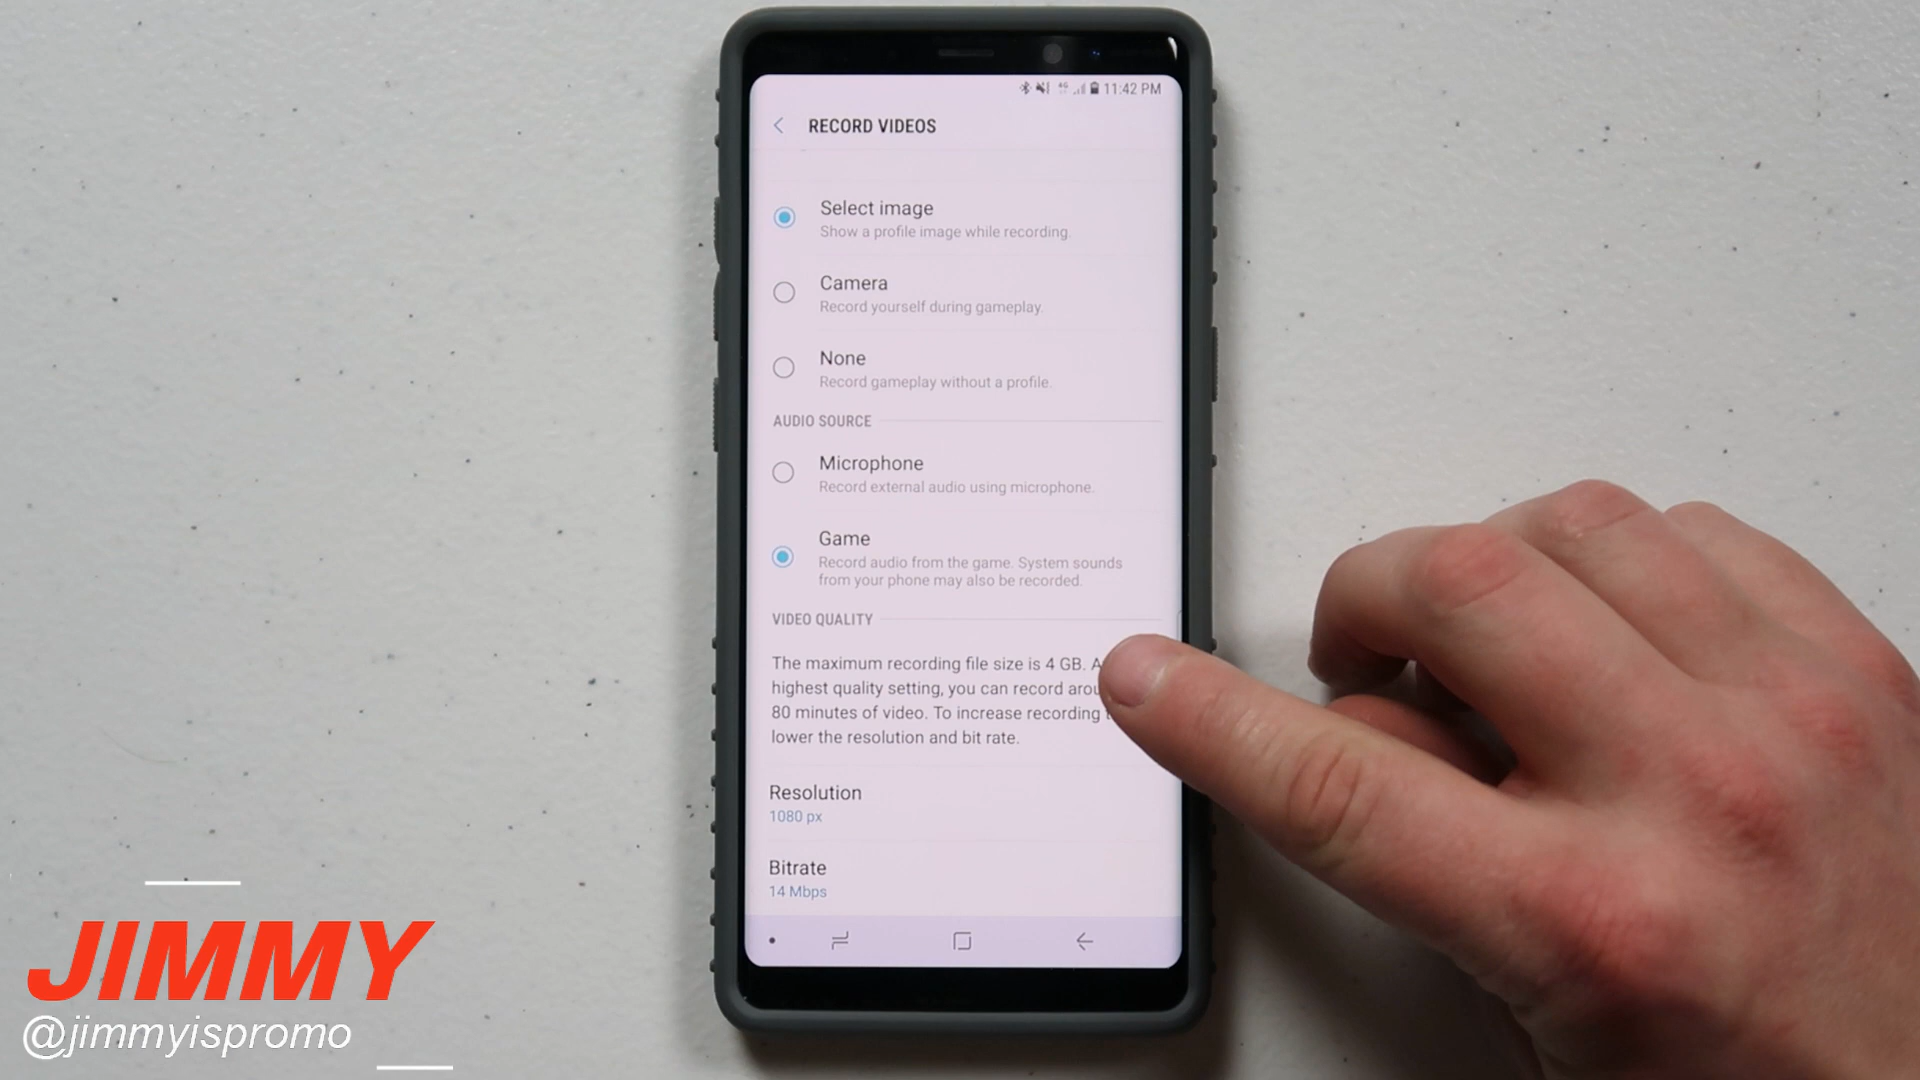 11:42 PM
RECORD VIDEOS
Select image
Show a profile image while recording.
Camera
Record yourself during gameplay.
None
Record gameplay without a profile.
AUDIO SOURCE
Microphone
Record external audio using microphone.
Game
Record audio from the game. System sounds
from your phone may also be recorded.
VIDEO QUALITY
The maximum recording file size is 4 GB.
highest quality setting, you can record
80 minutes of video. To increase recording
lower the resolution and bit rate.
Resolution
1080 px
Bitrate
14 Mbps
JIMMY
@jimmyispromo